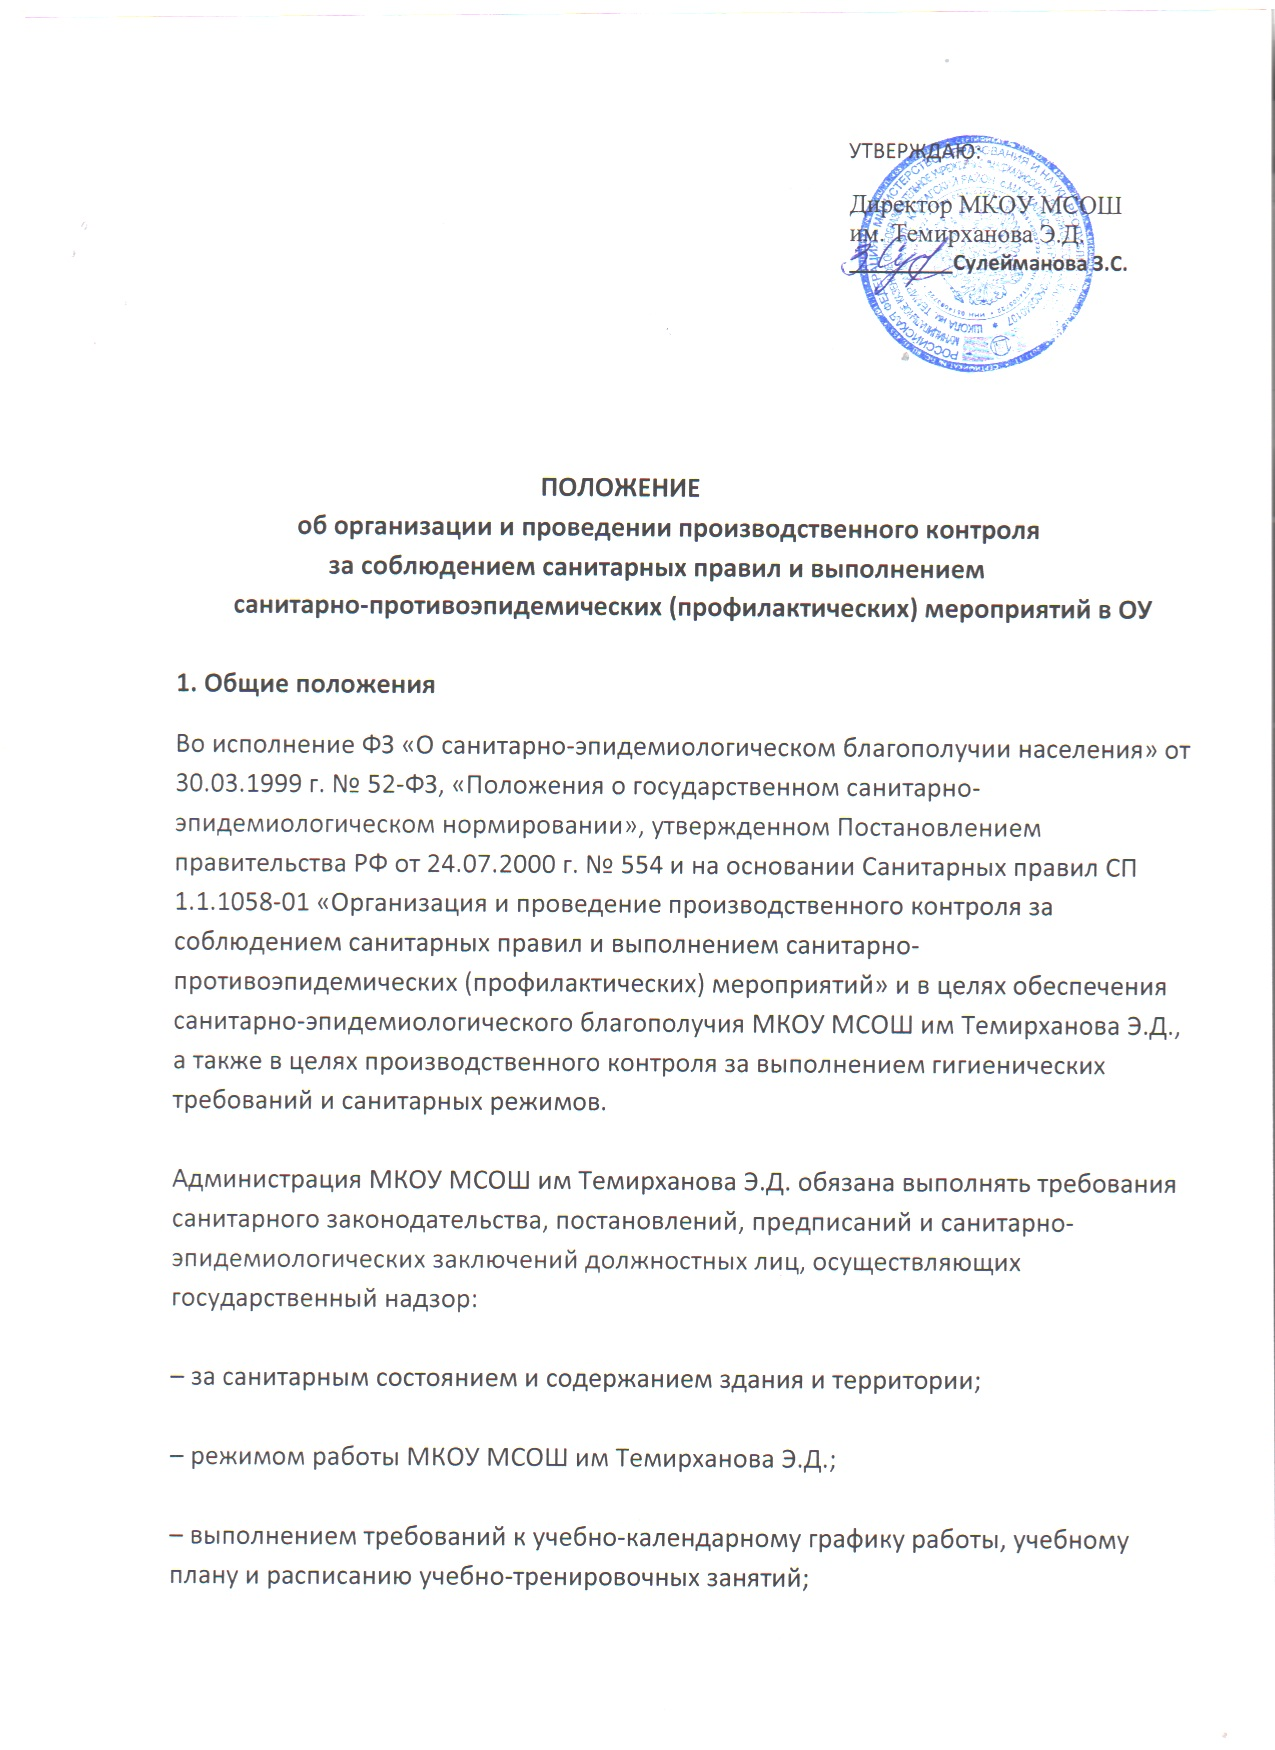 УТВЕРЖДАЮ:
Директор МКОУ МСОШ
им. Темирханова Э.Д.
Сулейманова З.С.
ПОЛОЖЕНИЕ
об организации и проведении производственного контроля
за соблюдением санитарных правил и выполнением
санитарно-противоэпидемических (профилактических) мероприятий в ОУ
1. Общие положения
Во исполнение ФЗ «О санитарно-эпидемиологическом благополучии населения» от
30.03.1999 г. № 52-ФЗ, «Положения о государственном санитарно-
эпидемиологическом нормировании», утвержденном Постановлением
правительства РФ от 24.07.2000 г. № 554 и на основании Санитарных правил СП
1.1.1058-01 «Организация и проведение производственного контроля за
соблюдением санитарных правил и выполнением санитарно-
противоэпидемических (профилактических) мероприятий» и в целях обеспечения
санитарно-эпидемиологического благополучия МКОУ МСОШ им Темирханова Э.Д.,
а также в целях производственного контроля за выполнением гигиенических
требований и санитарных режимов.
Администрация МКОУ МСОШ им Темирханова Э.Д. обязана выполнять требования
санитарного законодательства, постановлений, предписаний и санитарно-
эпидемиологических заключений должностных лиц, осуществляющих
государственный надзор:
– за санитарным состоянием и содержанием здания и территории;
– режимом работы МКОУ МСОШ им Темирханова Э.Д.;
– выполнением требований к учебно-календарному графику работы, учебному
плану и расписанию учебно-тренировочных занятий;
РОССИЙСКАЯ ФЕДЕРАЦИЯ МИНИСТЕРСТВО ОБРАЗОВАНИЯ И НАУКИ